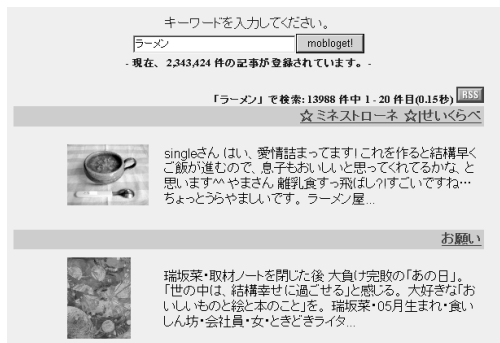 キーワードを入力してください。
ラーメン mobloget!
- 現在、 2,343,424 件の記事が登録されています。 -
「ラーメン」で検索: 13988 件中 1 - 20 件目(0.15秒) RSS
☆ミネストローネ ☆|せいくらべ
singleさん はい、愛情詰まってます! これを作ると結構早く
ご飯が進むので、息子もおいしいと思ってくれてるかな、と
思います^^ やまさん 離乳食すっ飛ばし?!すごいですね…
ちょっとうらやましいです。 ラーメン屋...
お願い
瑞坂菜・取材ノートを閉じた後 大負け完敗の「あの日」。
「世の中は、結構幸せに過ごせる」と感じる。 大好きな「お
いしいものと絵と本のこと」を。 瑞坂菜・05月生まれ・食い
しん坊・会社員・女・ときどきライタ...